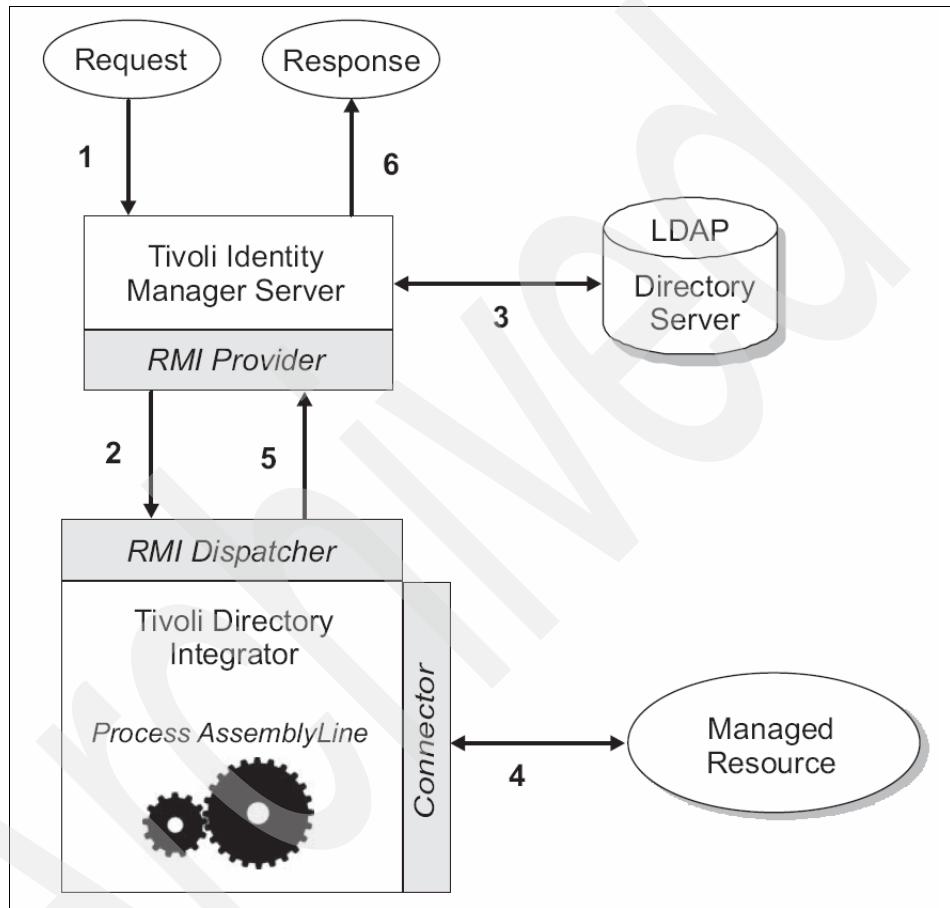 Request
Response
1
6
Tivoli Identity
Manager Server
RMI Provider
LDAP
Directory
Server
3
2
5
RMI Dispatcher
Tivoli Directory
Integrator
Process AssemblyLine
Connector
4
Managed
Resource
Archived